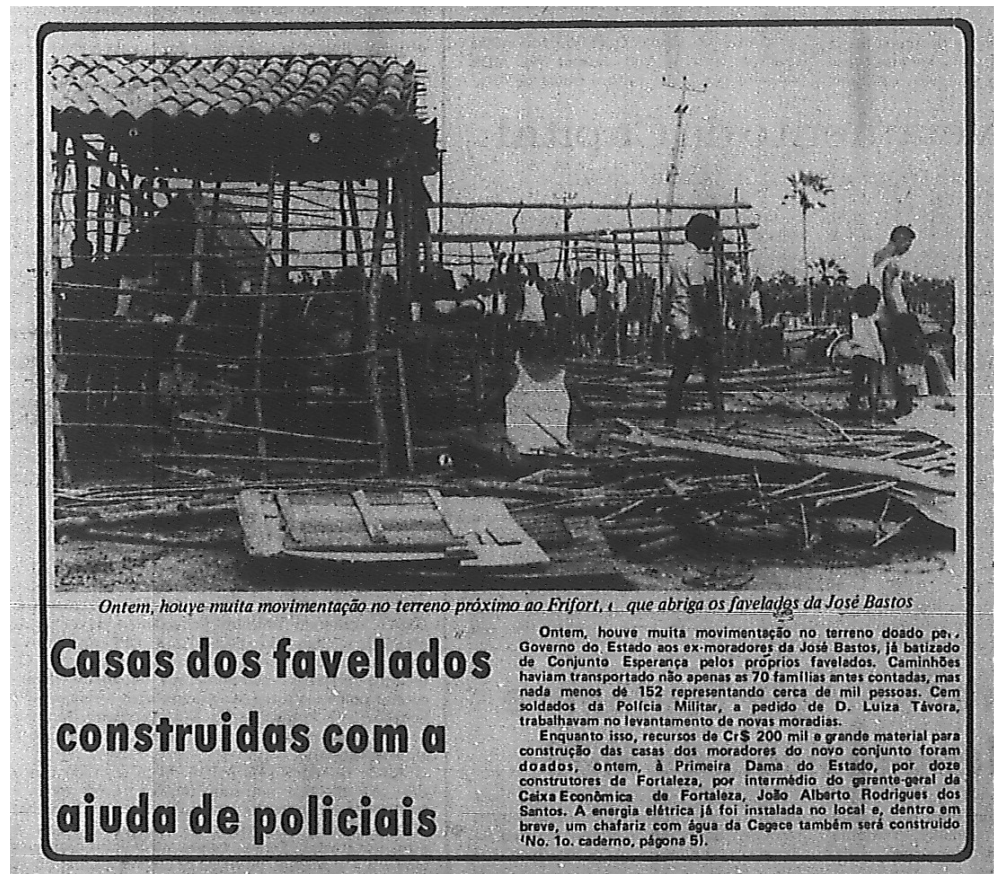 Ontem, houve muita movimentação no terreno próximo ao Frifort, que abriga os favelados da José Bastos
Casas dos favelados
construidas com a
ajuda de policiais
Ontem, houve muita movimentação no terreno doado
Governo do Estado aos ex-moradores da José Bastos, já batizado
de Conjunto Esperança pelos próprios favelados. Caminhões
haviam transportado não apenas as 70 famílias antes contadas, mas
nada menos de 152 representando cerca de mil pessoas. Cem
soldados da Polícia Militar, a pedido de D. Luiza Távora,
trabalhavam no levantamento de novas moradias.
Enquanto isso, recursos de Cr$ 200 mil e grande material para
construção das casas dos moradores do novo conjunto foram
doados, ontem, à Primeira Dama do Estado, por doze
construtores de Fortaleza, por intermédio do gerente-geral da
Caixa Econômica de Fortaleza, João Alberto Rodrigues dos
Santos. A energia elétrica já foi instalada no local e, dentro em
breve, um chafariz com água da Cagece também será construído
(No. 1o. caderno, página 5).